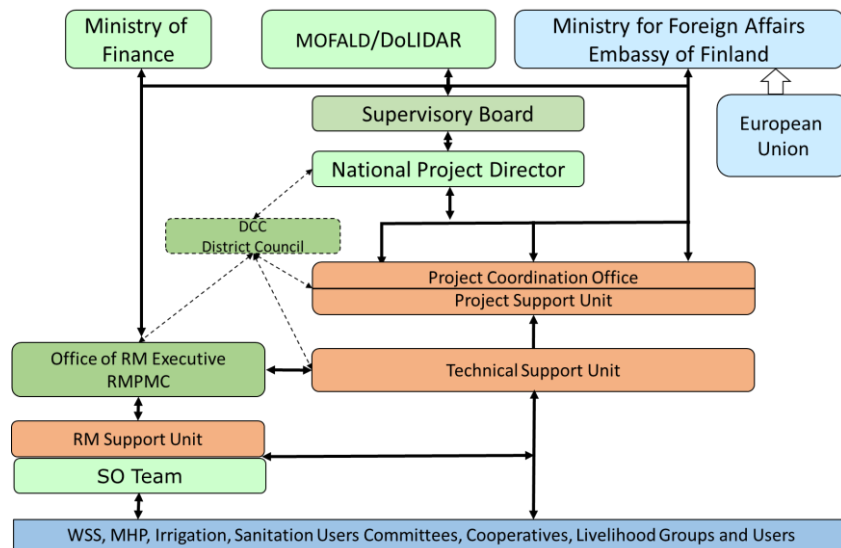 Ministry of
Finance
MOFALD/DoLIDAR
Ministry for Foreign Affairs
Embassy of Finland
Supervisory Board
European
Union
National Project Director
DCC
District Council
Project Coordination Office
Project Support Unit
Office of RM Executive
RMPMC
Technical Support Unit
RM Support Unit
SO Team
WSS, MHP, Irrigation, Sanitation Users Committees, Cooperatives, Livelihood Groups and Users